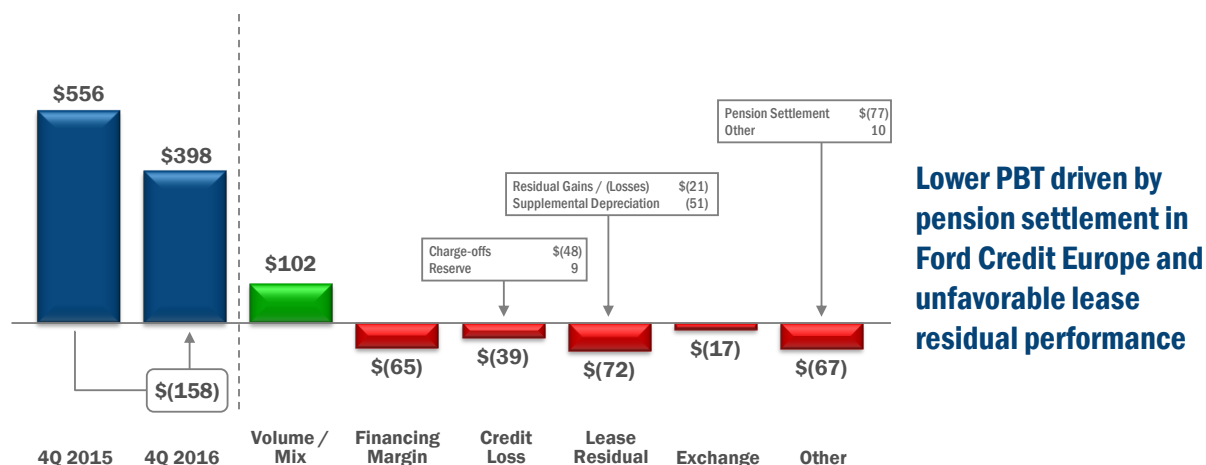 $556
$398
$(158)
$102
$(65)
$(39)
$(72)
$(17)
$(67)
Charge-offs $(48)
Reserve 9
Residual Gains / (Losses) $(21)
Supplemental Depreciation (51)
Pension Settlement $(77)
Other 10
Lower PBT driven by
pension settlement in
Ford Credit Europe and
unfavorable lease
residual performance
4Q 2015
4Q 2016
Volume /
Mix
Financing
Margin
Credit
Loss
Lease
Residual
Exchange
Other